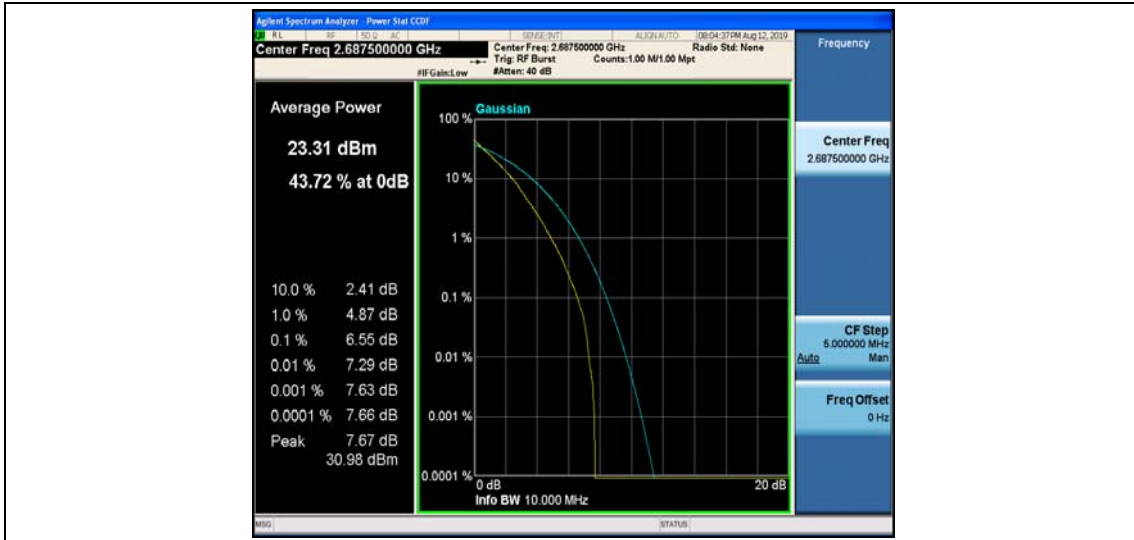 Agilent Spectrum Analyzer - Power Stat CCDF
RL RF 50 Ω AC SENSE:INT ALIGN AUTO 08:04:37 PM Aug 12, 2019
Center Freq 2.687500000 GHz
Center Freq: 2.687500000 GHz Radio Std: None
Trig: RF Burst Counts:1.00 M/1.00 Mpt
#IFGain:Low #Atten: 40 dB
Frequency
Average Power
23.31 dBm
43.72 % at 0dB
10.0 % 2.41 dB
1.0 % 4.87 dB
0.1 % 6.55 dB
0.01 % 7.29 dB
0.001 % 7.63 dB
0.0001 % 7.66 dB
Peak 7.67 dB
30.98 dBm
Gaussian
100 %
10 %
1 %
0.1 %
0.01 %
0.001 %
0.0001 %
0 dB 20 dB
Info BW 10.000 MHz
Center Freq
2.687500000 GHz
CF Step
5.000000 MHz
Auto Man
Freq Offset
0 Hz
MSG STATUS